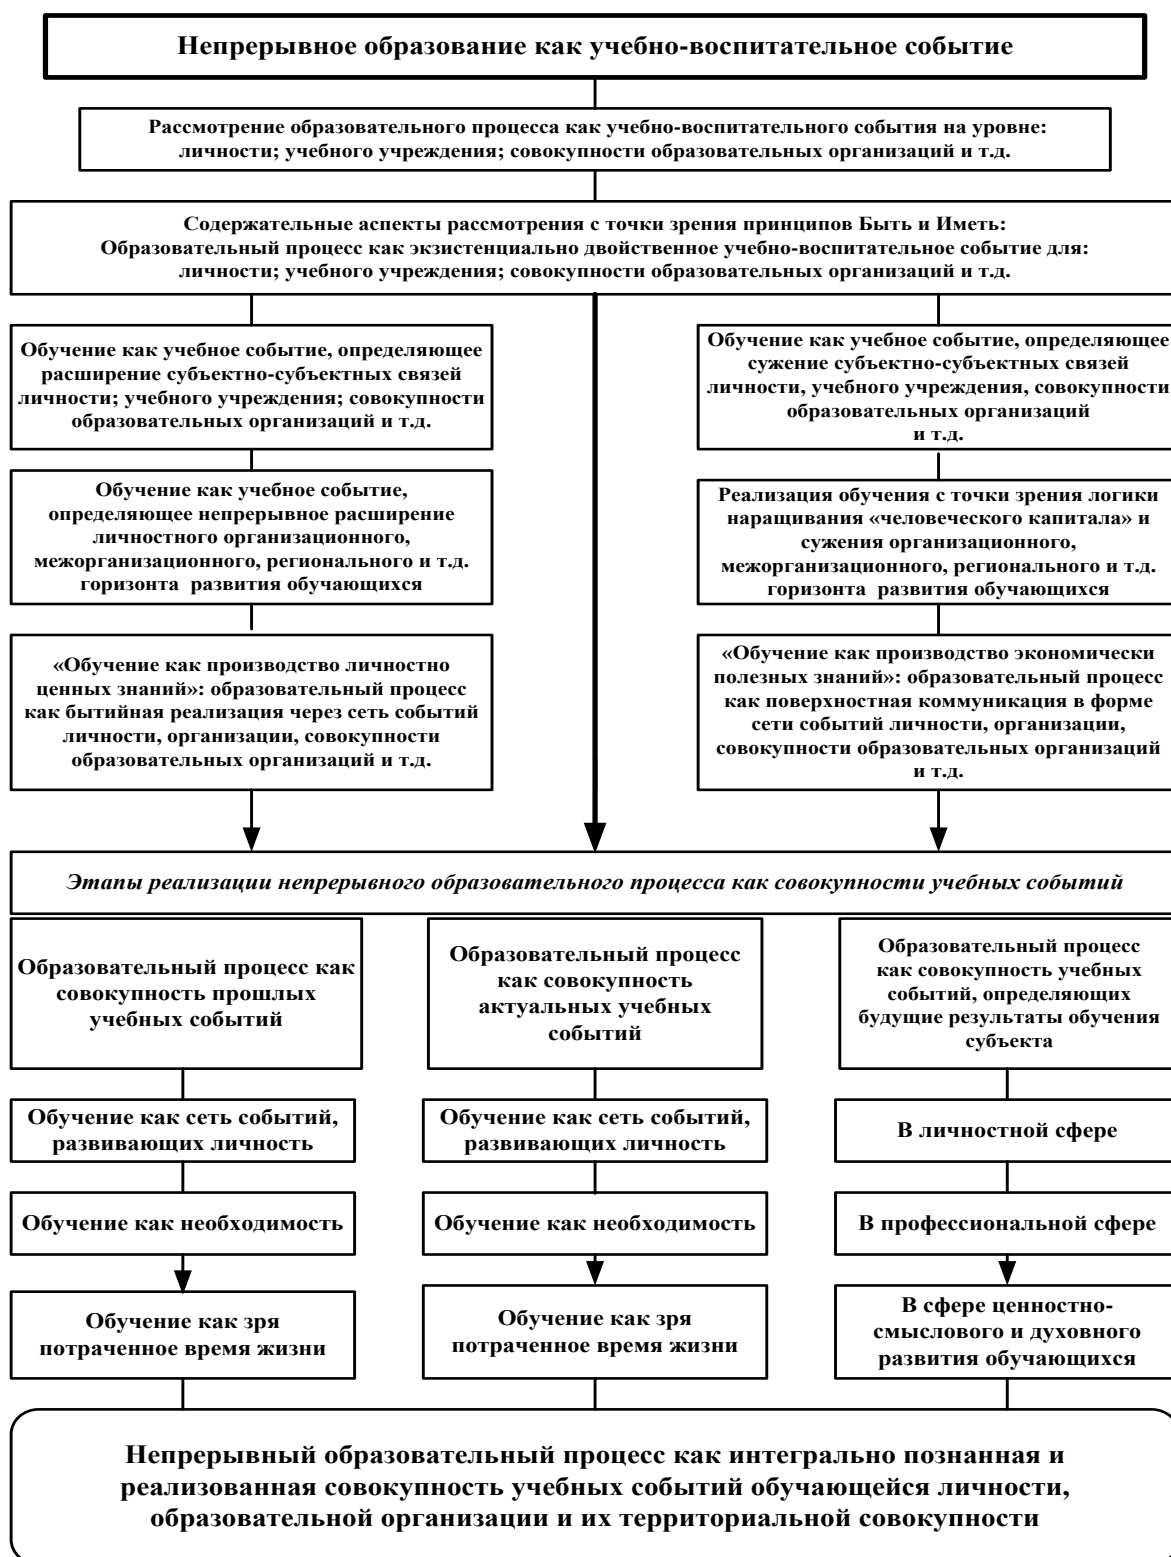 Непрерывное образование как учебно-воспитательное событие
Рассмотрение образовательного процесса как учебно-воспитательного события на уровне:
личности; учебного учреждения; совокупности образовательных организаций и т.д.
Содержательные аспекты рассмотрения с точки зрения принципов Быть и Иметь:
Образовательный процесс как экзистенциально двойственное учебно-воспитательное событие для:
личности; учебного учреждения; совокупности образовательных организаций и т.д.
Обучение как учебное событие, определяющее
расширение субъектно-субъектных связей
личности; учебного учреждения; совокупности
образовательных организаций и т.д.
Обучение как учебное событие, определяющее
сужение субъектно-субъектных связей
личности, учебного учреждения, совокупности
образовательных организаций
и т.д.
Обучение как учебное событие,
определяющее непрерывное расширение
личностного организационного,
межорганизационного, регионального и т.д.
горизонта развития обучающихся
Реализация обучения с точки зрения логики
наращивания «человеческого капитала» и
сужения организационного,
межорганизационного, регионального и т.д.
горизонта развития обучающихся
«Обучение как производство личностно
ценных знаний»: образовательный процесс
как бытийная реализация через сеть событий
личности, организации, совокупности
образовательных организаций и т.д.
«Обучение как производство экономически
полезных знаний»: образовательный процесс
как поверхностная коммуникация в форме
сети событий личности, организации,
совокупности образовательных организаций
и т.д.
Этапы реализации непрерывного образовательного процесса как совокупности учебных событий
Образовательный процесс как
совокупность прошлых
учебных событий
Образовательный процесс
как совокупность
актуальных учебных
событий
Образовательный процесс
как совокупность учебных
событий, определяющих
будущие результаты обучения
субъекта
Обучение как сеть событий,
развивающих личность
Обучение как сеть событий,
развивающих личность
В личностной сфере
Обучение как необходимость
Обучение как необходимость
В профессиональной сфере
Обучение как зря
потраченное время жизни
Обучение как зря
потраченное время жизни
В сфере ценностно-
смыслового и духовного
развития обучающихся
Непрерывный образовательный процесс как интегрально познанная и
реализованная совокупность учебных событий обучающейся личности,
образовательной организации и их территориальной совокупности